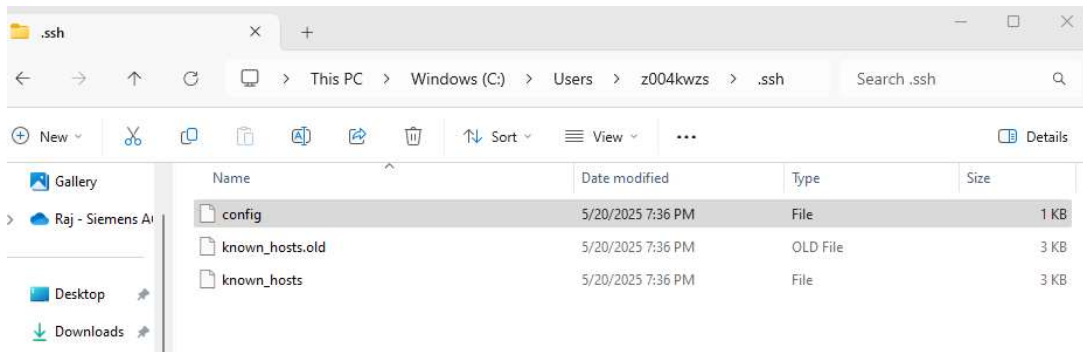 .ssh
This PC > Windows (C:) > Users > z004kwzs > .ssh Search .ssh
New Sort View ... Details
Gallery
Raj - Siemens A
Desktop
Downloads
Name Date modified Type Size
config 5/20/2025 7:36 PM File 1 KB
known_hosts.old 5/20/2025 7:36 PM OLD File 3 KB
known_hosts 5/20/2025 7:36 PM File 3 KB